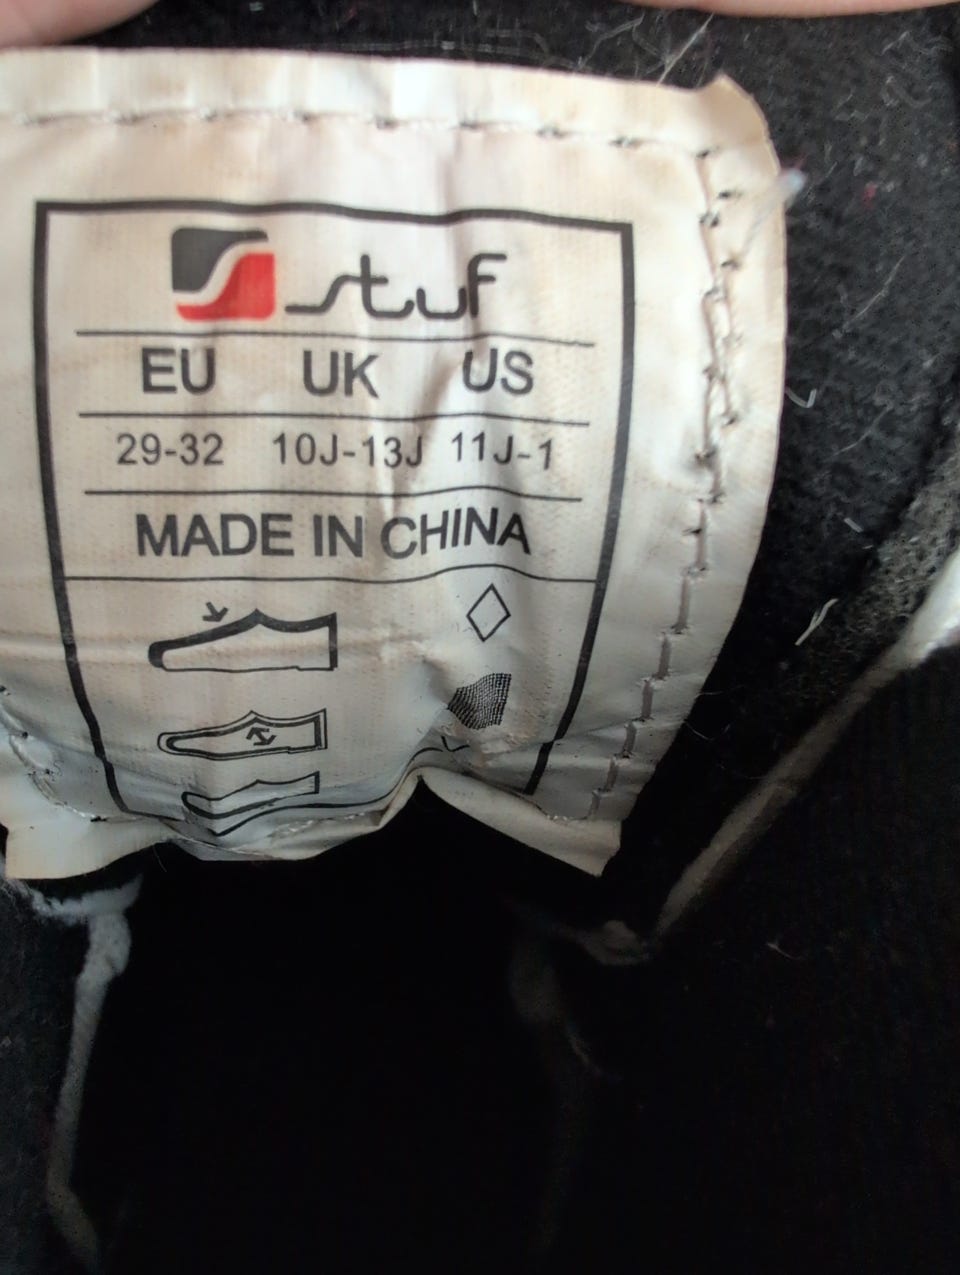 stuf
EU UK US
29-32 10J-13J 11J-1
MADE IN CHINA